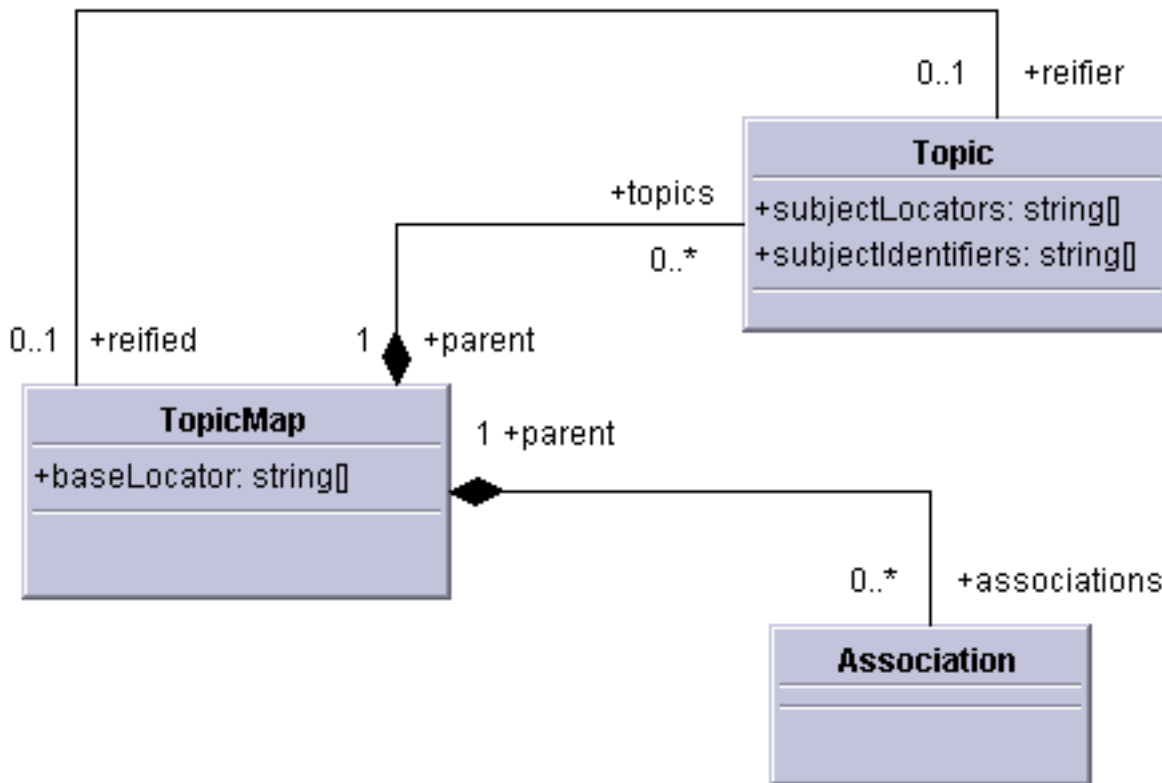 0..1 +reifier
Topic
+subjectLocators: string[]
+subjectIdentifiers: string[]
+topics
0..*
0..1 +reified
1 +parent
TopicMap
+baseLocator: string[]
1 +parent
0..* +associations
Association